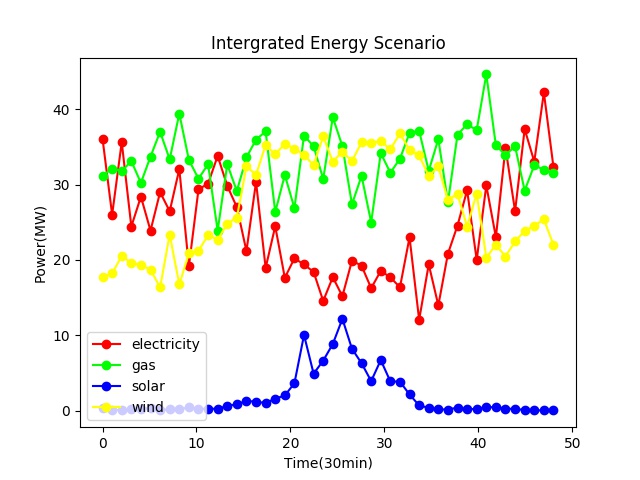 Intergrated Energy Scenario
Power(MW)
40
30
20
10
0
electricity
gas
solar
wind
0 10 20 30 40 50
Time(30min)